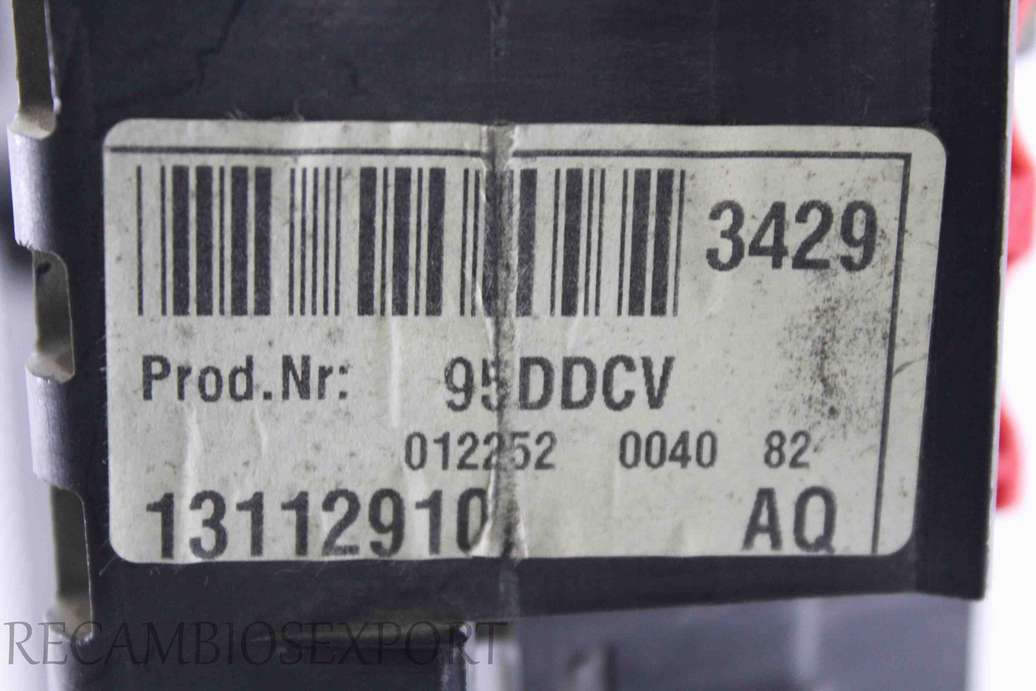 3429
Prod.Nr: 95DDCV
012252 0040 82
13112910 AQ
RECAMBIOSEXPORT